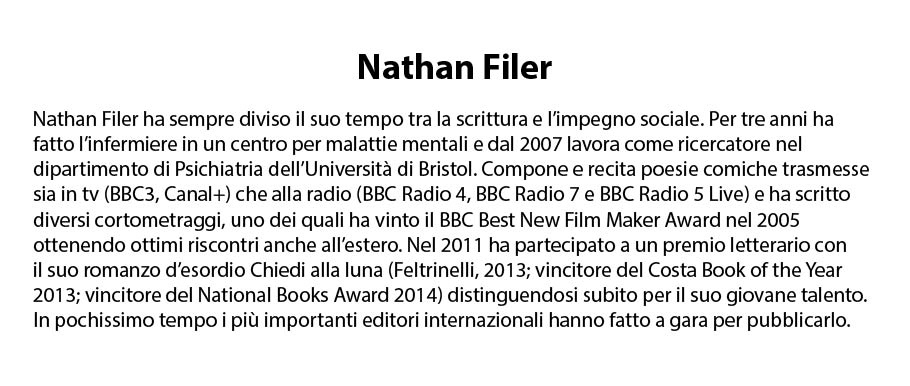 Nathan Filer
Nathan Filer ha sempre diviso il suo tempo tra la scrittura e l’impegno sociale. Per tre anni ha
fatto l’infermiere in un centro per malattie mentali e dal 2007 lavora come ricercatore nel
dipartimento di Psichiatria dell’Università di Bristol. Compone e recita poesie comiche trasmesse
sia in tv (BBC3, Canal+) che alla radio (BBC Radio 4, BBC Radio 7 e BBC Radio 5 Live) e ha scritto
diversi cortometraggi, uno dei quali ha vinto il BBC Best New Film Maker Award nel 2005
ottenendo ottimi riscontri anche all’estero. Nel 2011 ha partecipato a un premio letterario con
il suo romanzo d’esordio Chiedi alla luna (Feltrinelli, 2013; vincitore del Costa Book of the Year
2013; vincitore del National Books Award 2014) distinguendosi subito per il suo giovane talento.
In pochissimo tempo i più importanti editori internazionali hanno fatto a gara per pubblicarlo.